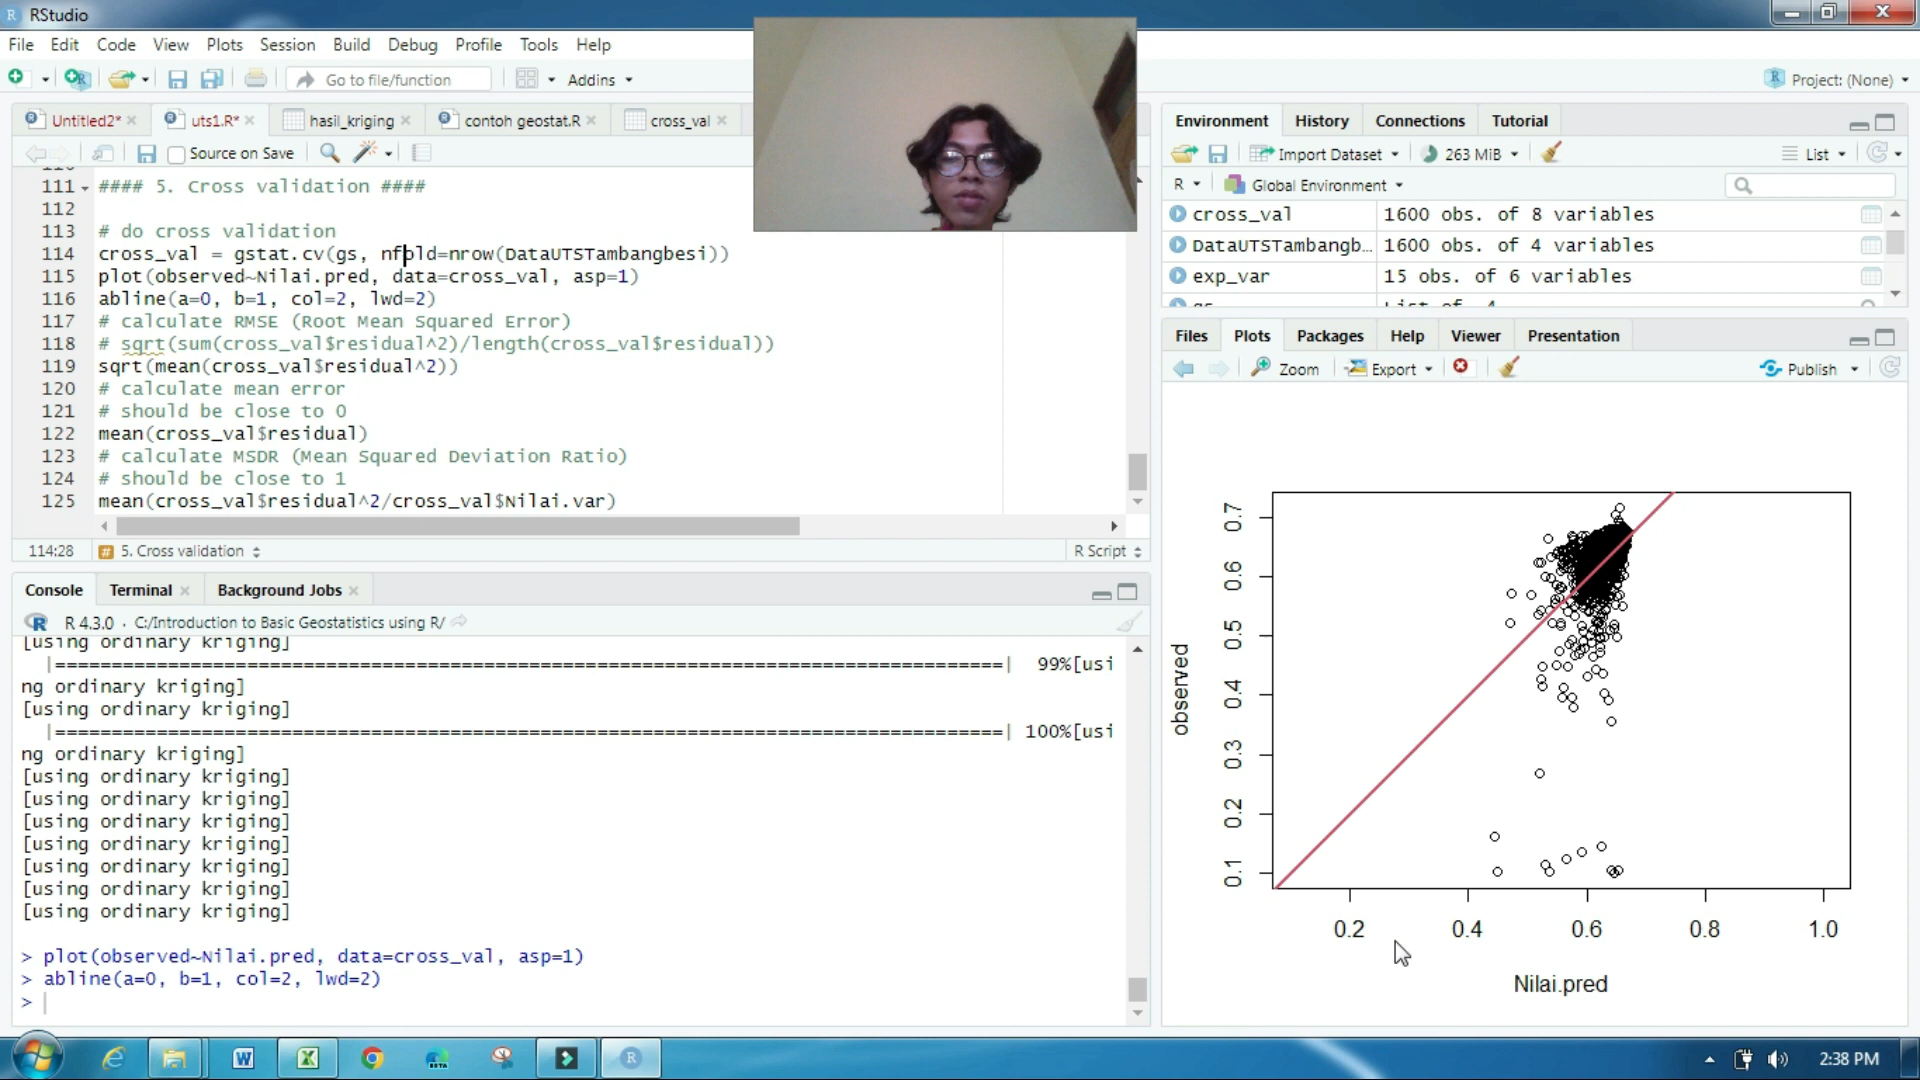 RStudio
File Edit Code View Plots Session Build Debug Profile Tools Help
Go to file/function Addins Project: (None)
Untitled2* uts1.R* hasil_kriging contoh geostat.R cross_val
Source on Save
111 #### 5. Cross validation ####
112
113 # do cross validation
114 cross_val = gstat.cv(gs, nfold=nrow(DataUTSTambangbesi))
115 plot(observed~Nilai.pred, data=cross_val, asp=1)
116 abline(a=0, b=1, col=2, lwd=2)
117 # calculate RMSE (Root Mean Squared Error)
118 # sqrt(sum(cross_val$residual^2)/length(cross_val$residual))
119 sqrt(mean(cross_val$residual^2))
120 # calculate mean error
121 # should be close to 0
122 mean(cross_val$residual)
123 # calculate MSDR (Mean Squared Deviation Ratio)
124 # should be close to 1
125 mean(cross_val$residual^2/cross_val$Nilai.var)
114:28 # 5. Cross validation R Script
Console Terminal Background Jobs
R 4.3.0 · C:/Introduction to Basic Geostatistics using R/
[using ordinary kriging]
|======================================================================================| 99%[usi
ng ordinary kriging]
[using ordinary kriging]
|======================================================================================| 100%[usi
ng ordinary kriging]
[using ordinary kriging]
[using ordinary kriging]
[using ordinary kriging]
[using ordinary kriging]
[using ordinary kriging]
[using ordinary kriging]
[using ordinary kriging]
> plot(observed~Nilai.pred, data=cross_val, asp=1)
> abline(a=0, b=1, col=2, lwd=2)
>
Environment History Connections Tutorial
Import Dataset 263 MiB List
R Global Environment
cross_val 1600 obs. of 8 variables
DataUTSTambangb… 1600 obs. of 4 variables
exp_var 15 obs. of 6 variables
Files Plots Packages Help Viewer Presentation
Zoom Export Publish
0.7
0.6
0.5
0.4
0.3
0.2
0.1
observed
0.2 0.4 0.6 0.8 1.0
Nilai.pred
2:38 PM